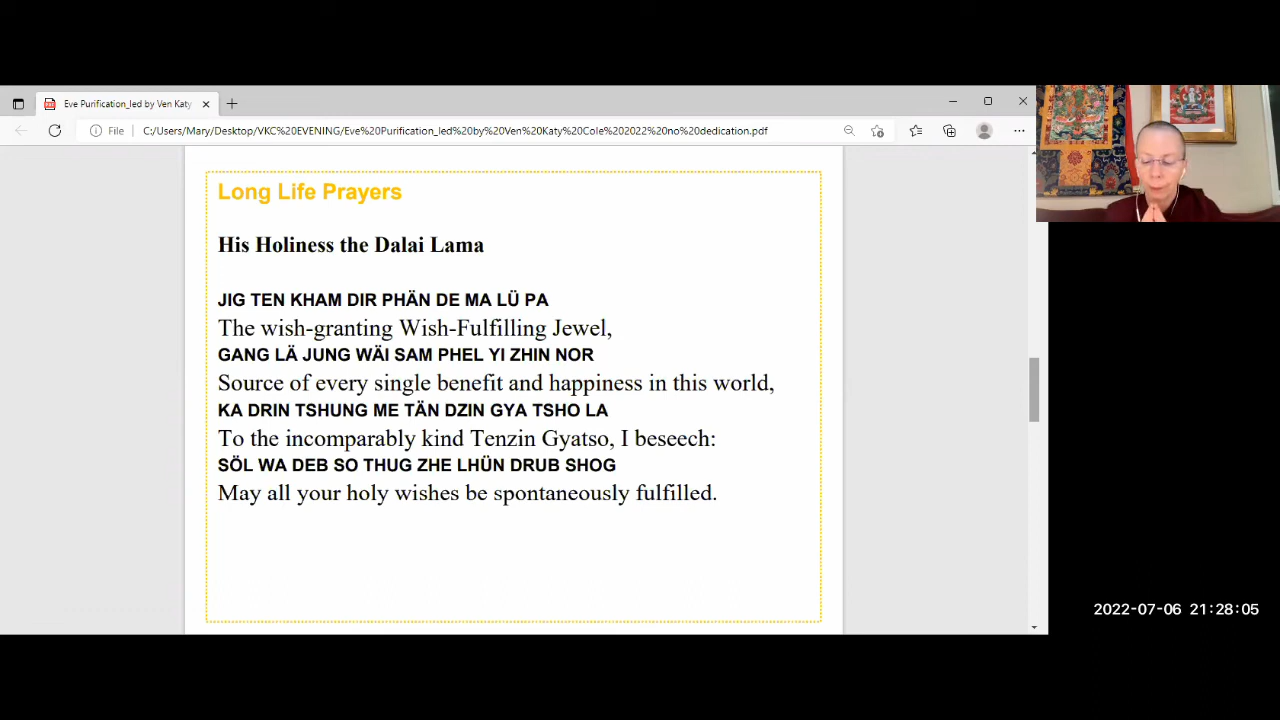 Eve Purification_led by Ven Katy
File
C:/Users/Mary/Desktop/VKC%20EVENING/Eve%20Purification_led%20by%20Ven%20Katy%20Cole%202022%20no%20dedication.pdf
Long Life Prayers
His Holiness the Dalai Lama
JIG TEN KHAM DIR PHÄN DE MA LÜ PA
The wish-granting Wish-Fulfilling Jewel,
GANG LÄ JUNG WÄI SAM PHEL YI ZHIN NOR
Source of every single benefit and happiness in this world,
KA DRIN TSHUNG ME TÄN DZIN GYA TSHO LA
To the incomparably kind Tenzin Gyatso, I beseech:
SÖL WA DEB SO THUG ZHE LHÜN DRUB SHOG
May all your holy wishes be spontaneously fulfilled.
2022-07-06 21:28:05